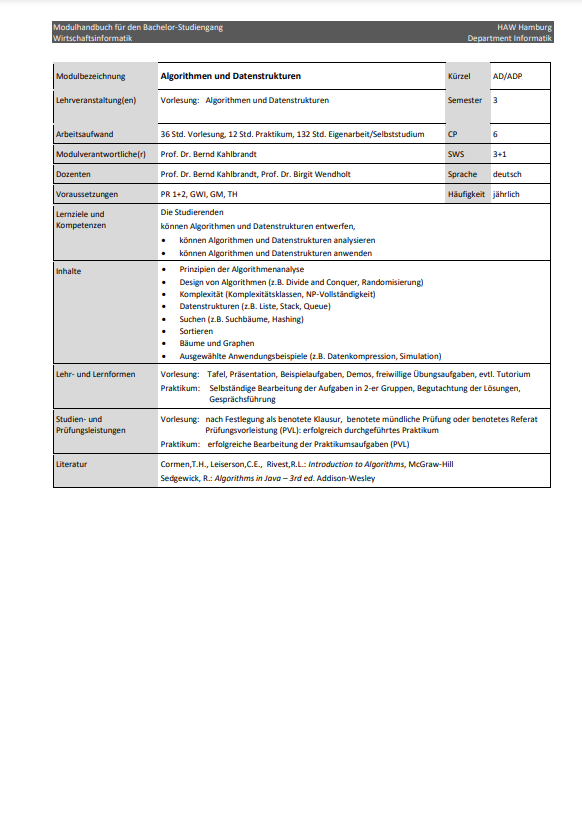 Modulhandbuch für den Bachelor-Studiengang HAW Hamburg
Wirtschaftsinformatik Department Informatik
Modulbezeichnung Algorithmen und Datenstrukturen Kürzel AD/ADP
Lehrveranstaltung(en) Vorlesung: Algorithmen und Datenstrukturen Semester 3
Arbeitsaufwand 36 Std. Vorlesung, 12 Std. Praktikum, 132 Std. Eigenarbeit/Selbststudium CP 6
Modulverantwortliche(r) Prof. Dr. Bernd Kahlbrandt SWS 3+1
Dozenten Prof. Dr. Bernd Kahlbrandt, Prof. Dr. Birgit Wendholt Sprache deutsch
Voraussetzungen PR 1+2, GWI, GM, TH Häufigkeit jährlich
Lernziele und Kompetenzen
Die Studierenden
können Algorithmen und Datenstrukturen entwerfen,
• können Algorithmen und Datenstrukturen analysieren
• können Algorithmen und Datenstrukturen anwenden
Inhalte
• Prinzipien der Algorithmenanalyse
• Design von Algorithmen (z.B. Divide and Conquer, Randomisierung)
• Komplexität (Komplexitätsklassen, NP-Vollständigkeit)
• Datenstrukturen (z.B. Liste, Stack, Queue)
• Suchen (z.B. Suchbäume, Hashing)
• Sortieren
• Bäume und Graphen
• Ausgewählte Anwendungsbeispiele (z.B. Datenkompression, Simulation)
Lehr- und Lernformen Vorlesung: Tafel, Präsentation, Beispielaufgaben, Demos, freiwillige Übungsaufgaben, evtl. Tutorium
Praktikum: Selbständige Bearbeitung der Aufgaben in 2-er Gruppen, Begutachtung der Lösungen,
Gesprächsführung
Studien- und
Prüfungsleistungen
Vorlesung: nach Festlegung als benotete Klausur, benotete mündliche Prüfung oder benotetes Referat
Prüfungsvorleistung (PVL): erfolgreich durchgeführtes Praktikum
Praktikum: erfolgreiche Bearbeitung der Praktikumsaufgaben (PVL)
Literatur Cormen,T.H., Leiserson,C.E., Rivest,R.L.: Introduction to Algorithms, McGraw-Hill
Sedgewick, R.: Algorithms in Java – 3rd ed. Addison-Wesley